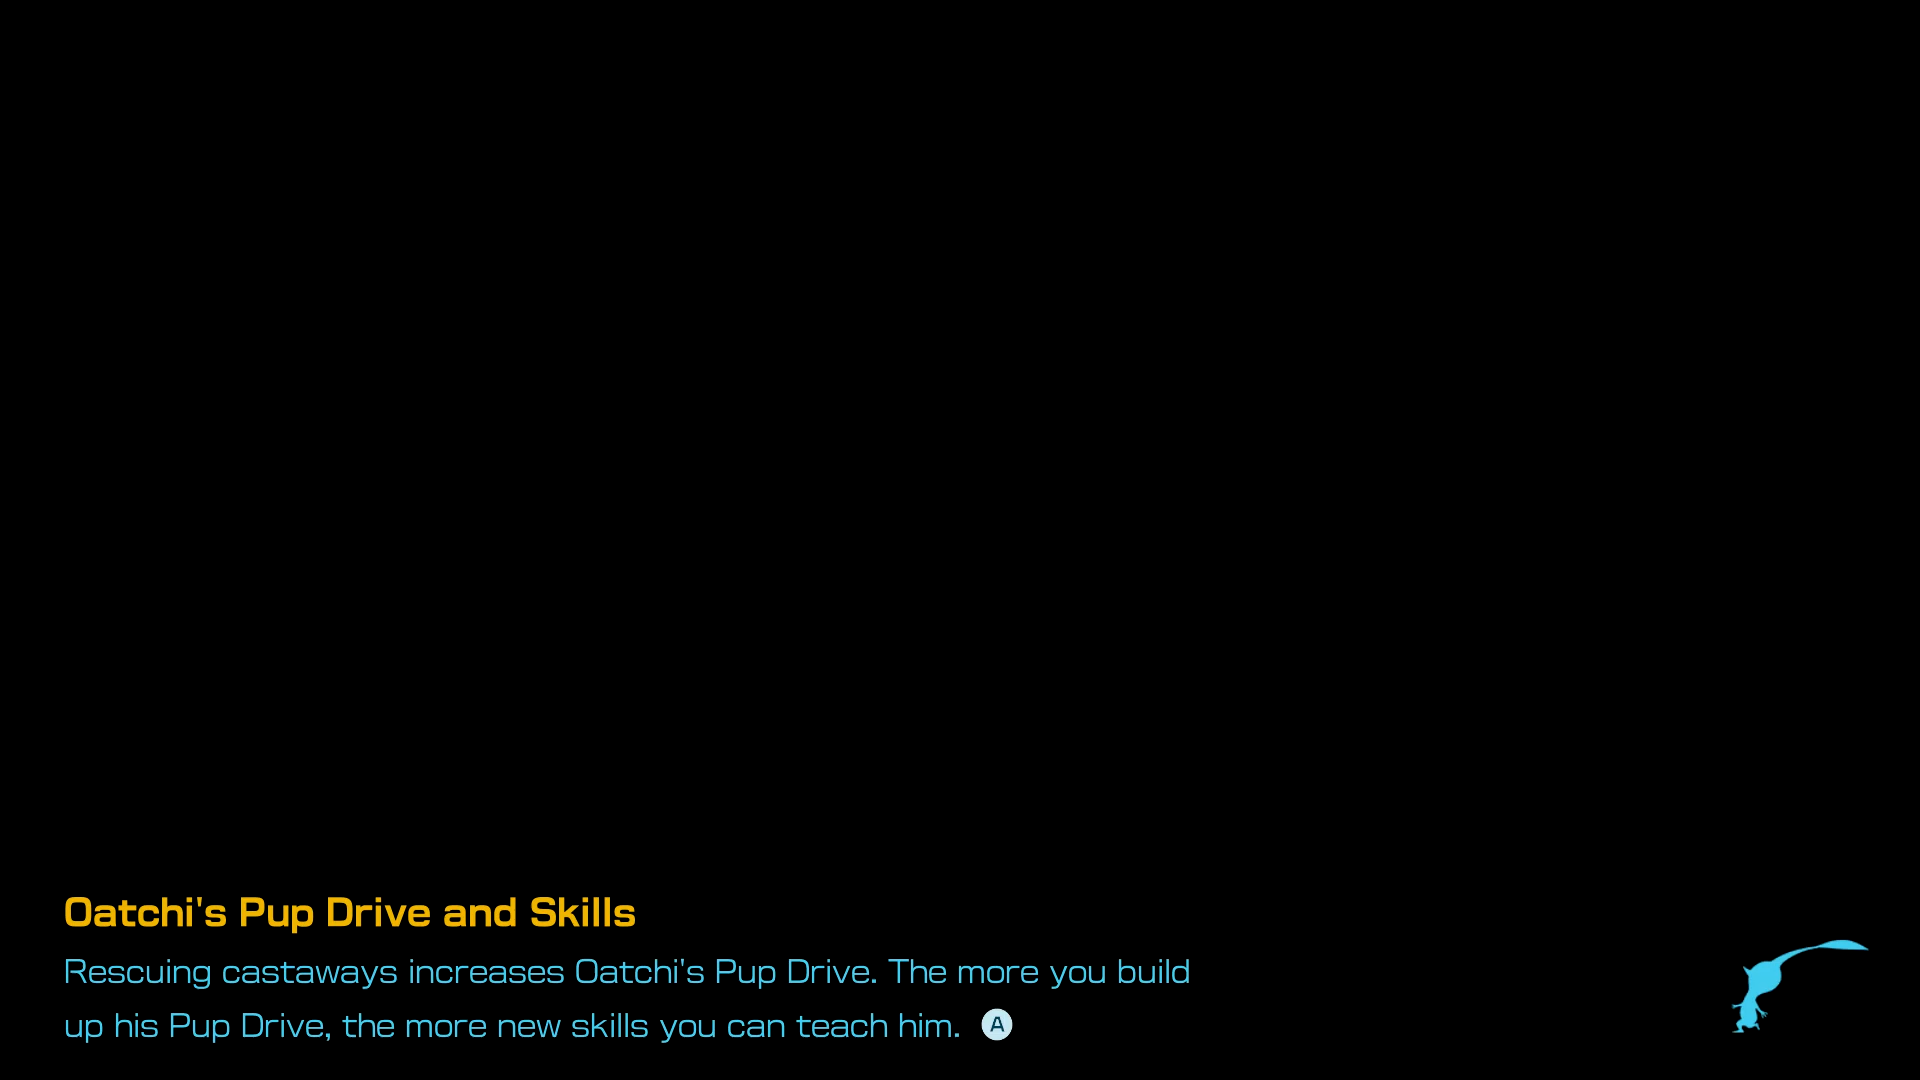 Oatchi's Pup Drive and Skills
Rescuing castaways increases Oatchi's Pup Drive. The more you build
up his Pup Drive, the more new skills you can teach him. A